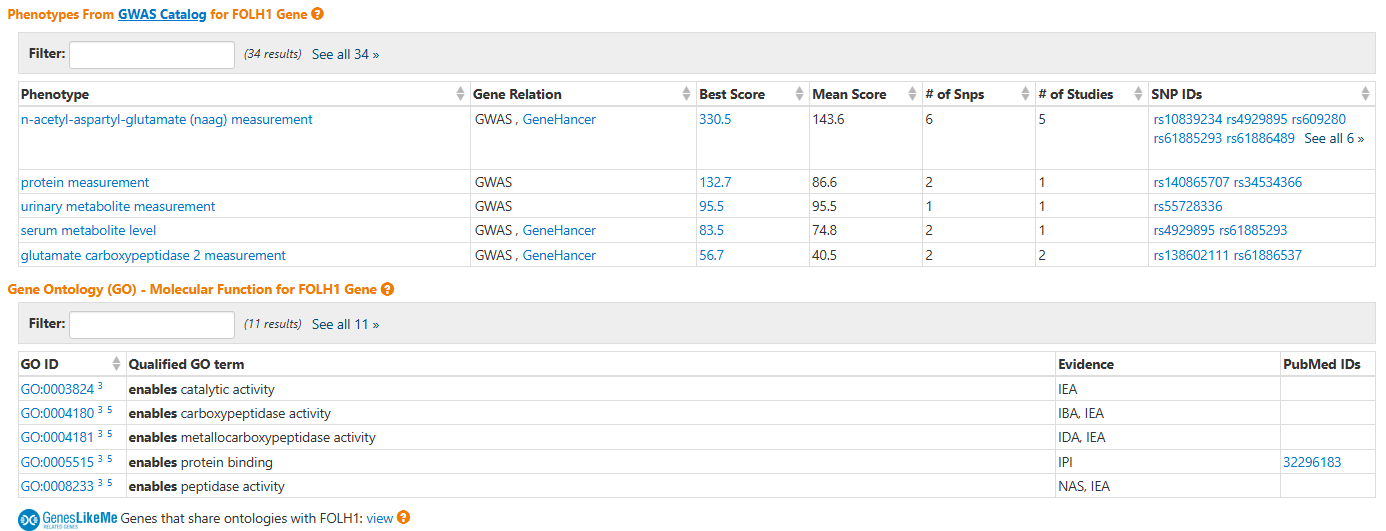 Phenotypes From GWAS Catalog for FOLH1 Gene ?
Filter: (34 results) See all 34 »
Phenotype Gene Relation Best Score Mean Score # of Snps # of Studies SNP IDs
n-acetyl-aspartyl-glutamate (naag) measurement GWAS , GeneHancer 330.5 143.6 6 5 rs10839234 rs4929895 rs609280
rs61885293 rs61886489 See all 6 »
protein measurement GWAS 132.7 86.6 2 1 rs140865707 rs34534366
urinary metabolite measurement GWAS 95.5 95.5 1 1 rs55728336
serum metabolite level GWAS , GeneHancer 83.5 74.8 2 1 rs4929895 rs61885293
glutamate carboxypeptidase 2 measurement GWAS , GeneHancer 56.7 40.5 2 2 rs138602111 rs61886537
Gene Ontology (GO) - Molecular Function for FOLH1 Gene ?
Filter: (11 results) See all 11 »
GO ID Qualified GO term Evidence PubMed IDs
GO:0003824 3 enables catalytic activity IEA
GO:0004180 3 5 enables carboxypeptidase activity IBA, IEA
GO:0004181 3 5 enables metallocarboxypeptidase activity IDA, IEA
GO:0005515 3 5 enables protein binding IPI 32296183
GO:0008233 3 5 enables peptidase activity NAS, IEA
GenesLikeMe RELATED GENES Genes that share ontologies with FOLH1: view ?